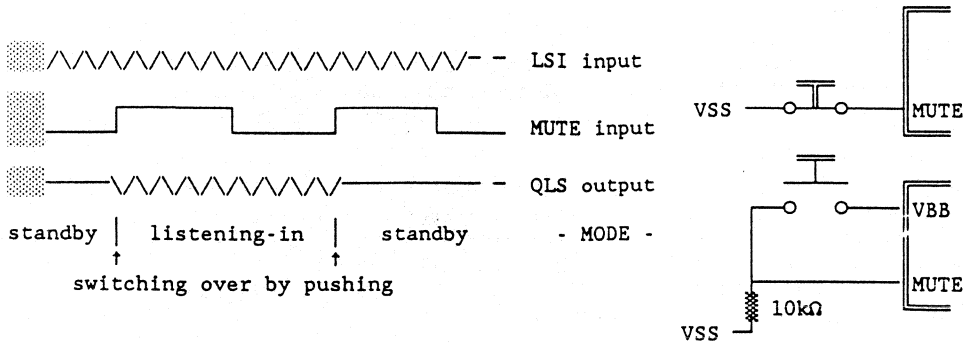 LSI input
MUTE input
QLS output
standby listening-in standby - MODE -
switching over by pushing
VSS MUTE
VBB
MUTE
10kΩ
VSS